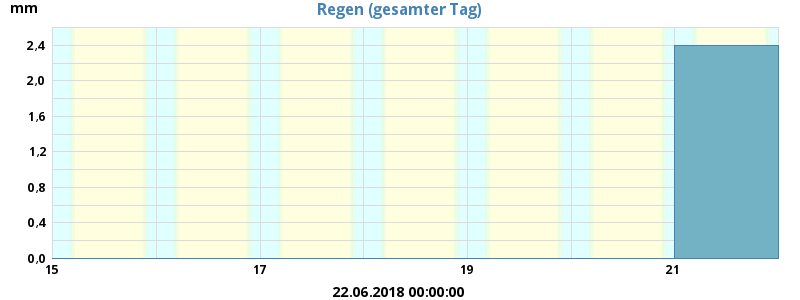 mm
Regen (gesamter Tag)
2,4
2,0
1,6
1,2
0,8
0,4
0,0
15 17 19 21
22.06.2018 00:00:00